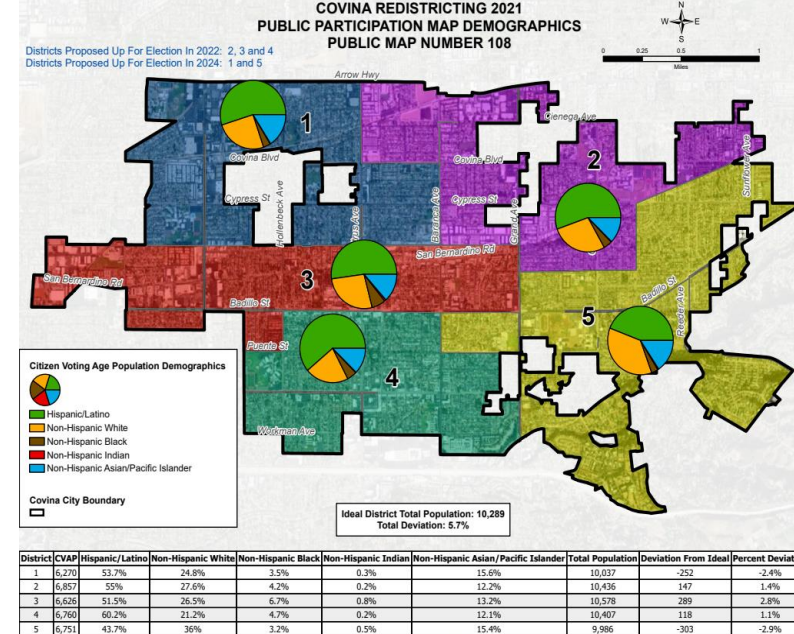 COVINA REDISTRICTING 2021
PUBLIC PARTICIPATION MAP DEMOGRAPHICS
PUBLIC MAP NUMBER 108
Districts Proposed Up For Election In 2022: 2, 3 and 4
Districts Proposed Up For Election In 2024: 1 and 5
N
W E
S
0 0.25 0.5 1
Miles
Arrow Hwy
Cienega Ave
1
2
Covina Blvd
Covina Blvd
Sunflower Ave
Cypress St
Hollenbeck Ave
Ave
Barranca Ave
Cypress St
Grand Ave
San Bernardino Rd
San Bernardino Rd
3
Badillo St
Badillo St
Reeder Ave
5
Puente St
4
Workman Ave
Citizen Voting Age Population Demographics
Hispanic/Latino
Non-Hispanic White
Non-Hispanic Black
Non-Hispanic Indian
Non-Hispanic Asian/Pacific Islander
Covina City Boundary
Ideal District Total Population: 10,289
Total Deviation: 5.7%
District CVAP Hispanic/Latino Non-Hispanic White Non-Hispanic Black Non-Hispanic Indian Non-Hispanic Asian/Pacific Islander Total Population Deviation From Ideal Percent Deviat
1 6,270 53.7% 24.8% 3.5% 0.3% 15.6% 10,037 -252 -2.4%
2 6,857 55% 27.6% 4.2% 0.2% 12.2% 10,436 147 1.4%
3 6,626 51.5% 26.5% 6.7% 0.8% 13.2% 10,578 289 2.8%
4 6,760 60.2% 21.2% 4.7% 0.2% 12.1% 10,407 118 1.1%
5 6,751 43.7% 36% 3.2% 0.5% 15.4% 9,986 -303 -2.9%